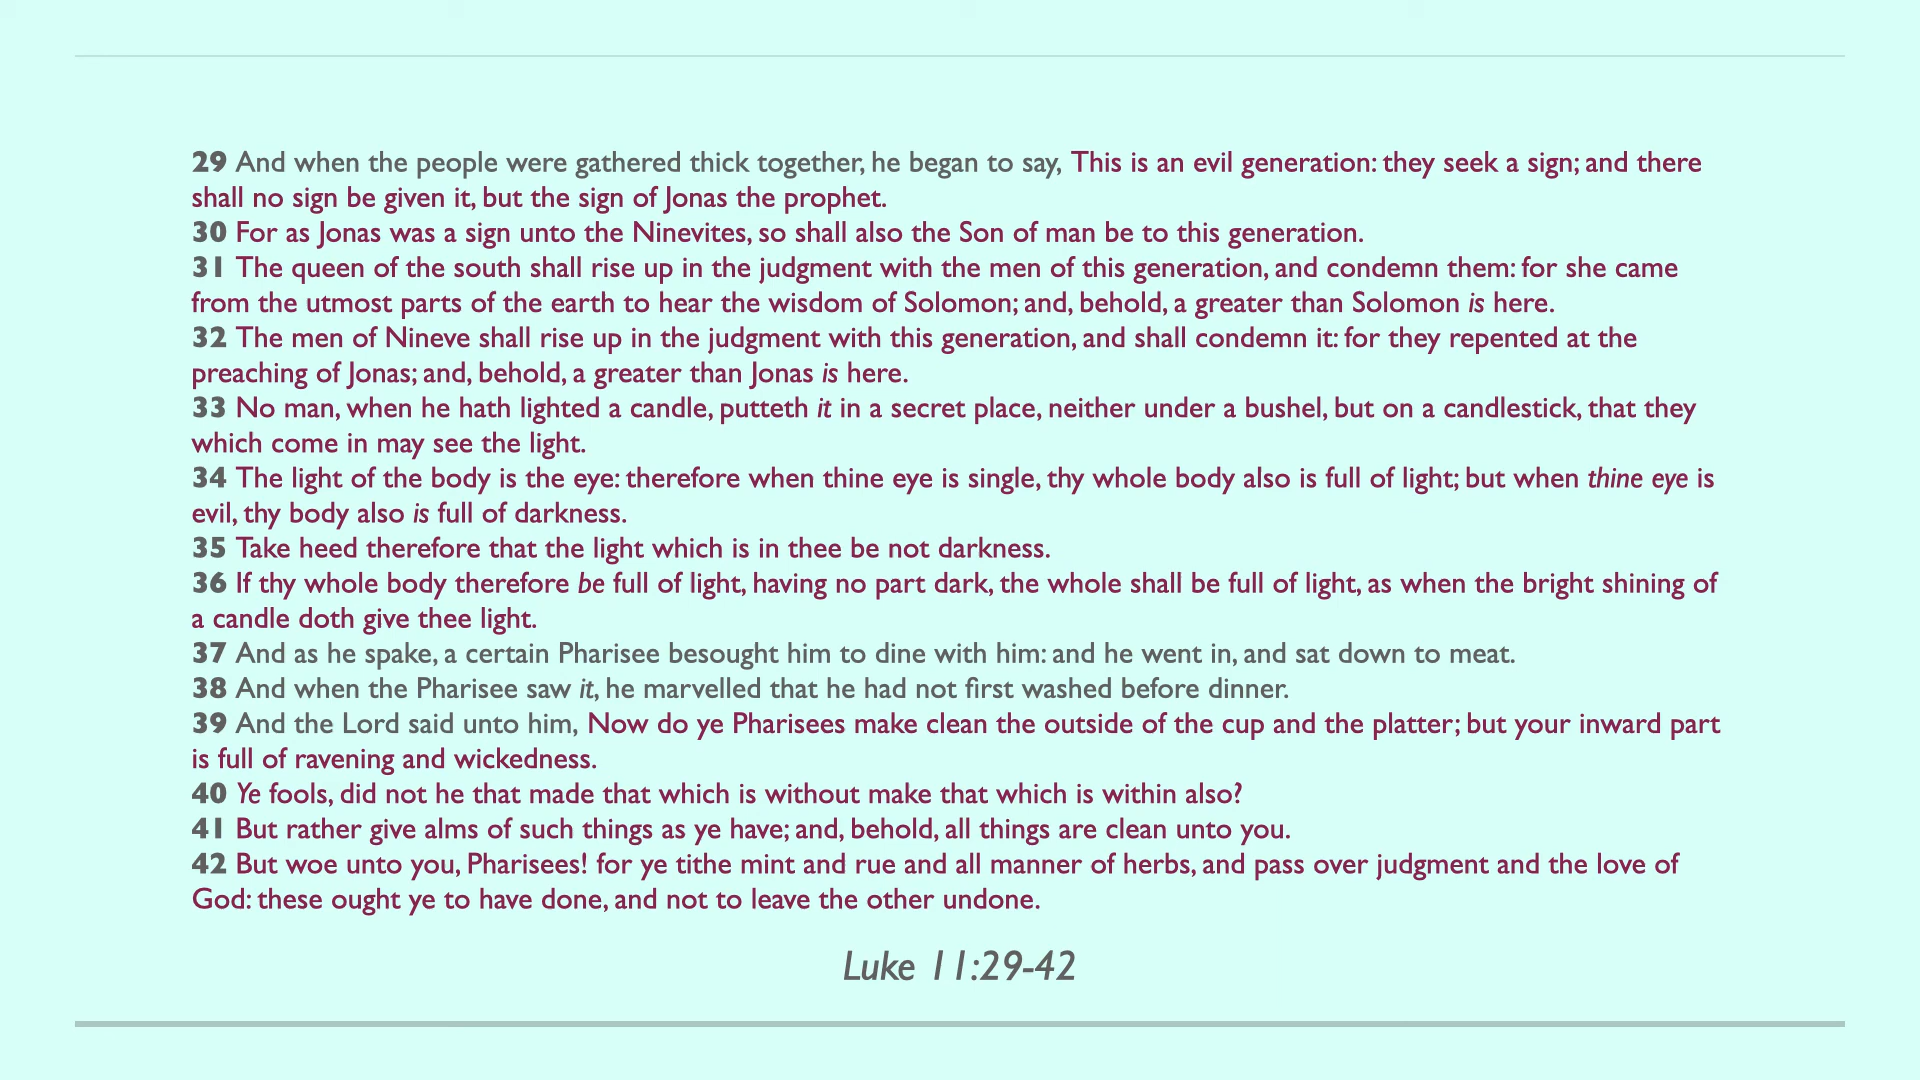 29 And when the people were gathered thick together, he began to say, This is an evil generation: they seek a sign; and there
shall no sign be given it, but the sign of Jonas the prophet.
30 For as Jonas was a sign unto the Ninevites, so shall also the Son of man be to this generation.
31 The queen of the south shall rise up in the judgment with the men of this generation, and condemn them: for she came
from the utmost parts of the earth to hear the wisdom of Solomon; and, behold, a greater than Solomon is here.
32 The men of Nineve shall rise up in the judgment with this generation, and shall condemn it: for they repented at the
preaching of Jonas; and, behold, a greater than Jonas is here.
33 No man, when he hath lighted a candle, putteth it in a secret place, neither under a bushel, but on a candlestick, that they
which come in may see the light.
34 The light of the body is the eye: therefore when thine eye is single, thy whole body also is full of light; but when thine eye is
evil, thy body also is full of darkness.
35 Take heed therefore that the light which is in thee be not darkness.
36 If thy whole body therefore be full of light, having no part dark, the whole shall be full of light, as when the bright shining of
a candle doth give thee light.
37 And as he spake, a certain Pharisee besought him to dine with him: and he went in, and sat down to meat.
38 And when the Pharisee saw it, he marvelled that he had not first washed before dinner.
39 And the Lord said unto him, Now do ye Pharisees make clean the outside of the cup and the platter; but your inward part
is full of ravening and wickedness.
40 Ye fools, did not he that made that which is without make that which is within also?
41 But rather give alms of such things as ye have; and, behold, all things are clean unto you.
42 But woe unto you, Pharisees! for ye tithe mint and rue and all manner of herbs, and pass over judgment and the love of
God: these ought ye to have done, and not to leave the other undone.
Luke 11:29-42